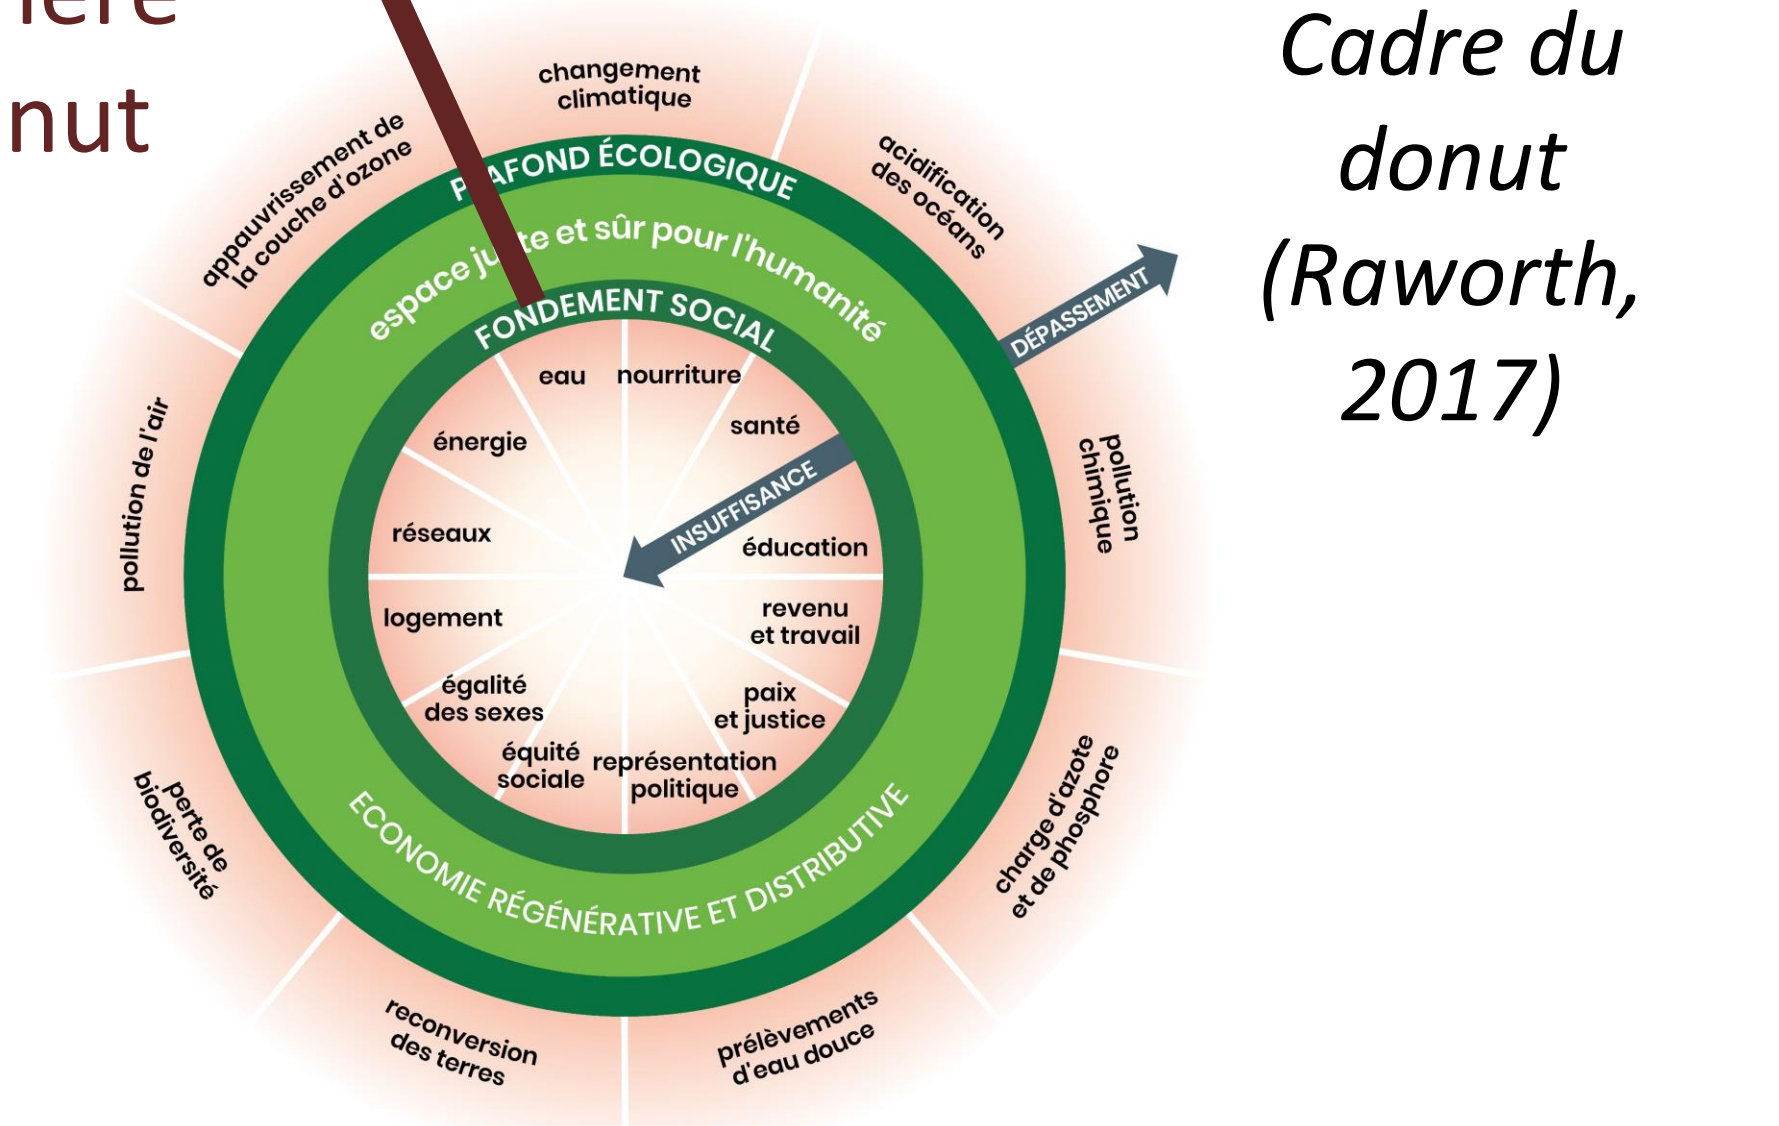 nut
Cadre du
donut
(Raworth,
2017)
changement
climatique
appauvrissement de
la couche d'ozone
acidification
des océans
P AFOND ÉCOLOGIQUE
espace ju te et sûr pour l'humanité
FONDEMENT SOCIAL
DÉPASSEMENT
eau
nourriture
santé
énergie
INSUFFISANCE
réseaux
éducation
pollution de l'air
pollution
chimique
logement
revenu
et travail
égalité
des sexes
paix
et justice
équité
sociale
représentation
politique
perte de
biodiversité
charge d'azote
et de phosphore
ECONOMIE RÉGÉNÉRATIVE ET DISTRIBUTIVE
reconversion
des terres
prélèvements
d'eau douce